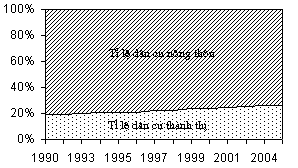 100%
80%
60%
40%
20%
0%
Tỉ lệ dân cư nông thôn
Tỉ lệ dân cư thành thị
1990 1993 1995 1997 1999 2001 2004